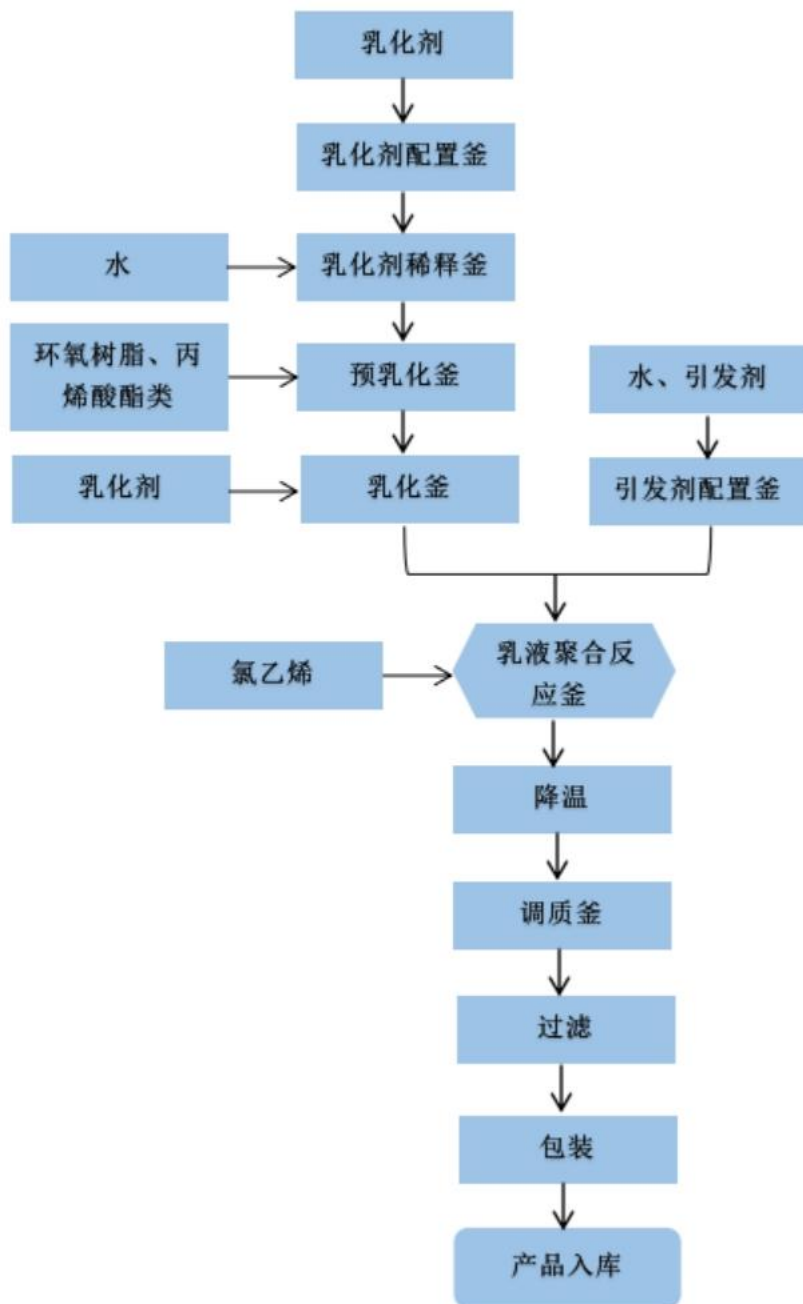 乳化剂
乳化剂配置釜
水
乳化剂稀释釜
环氧树脂、丙
烯酸酯类
预乳化釜
水、引发剂
乳化剂
乳化釜
引发剂配置釜
氯乙烯
乳液聚合反
应釜
降温
调质釜
过滤
包装
产品入库